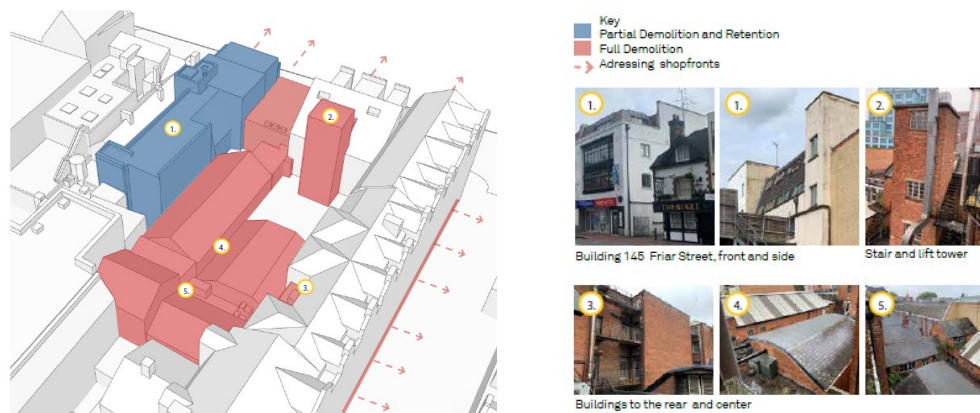 1.
2.
3.
4.
5.
Key
Partial Demolition and Retention
Full Demolition
Adressing shopfronts
1.
1.
2.
THE BUGLE
Building 145 Friar Street, front and side
Stair and lift tower
3.
4.
5.
Buildings to the rear and center